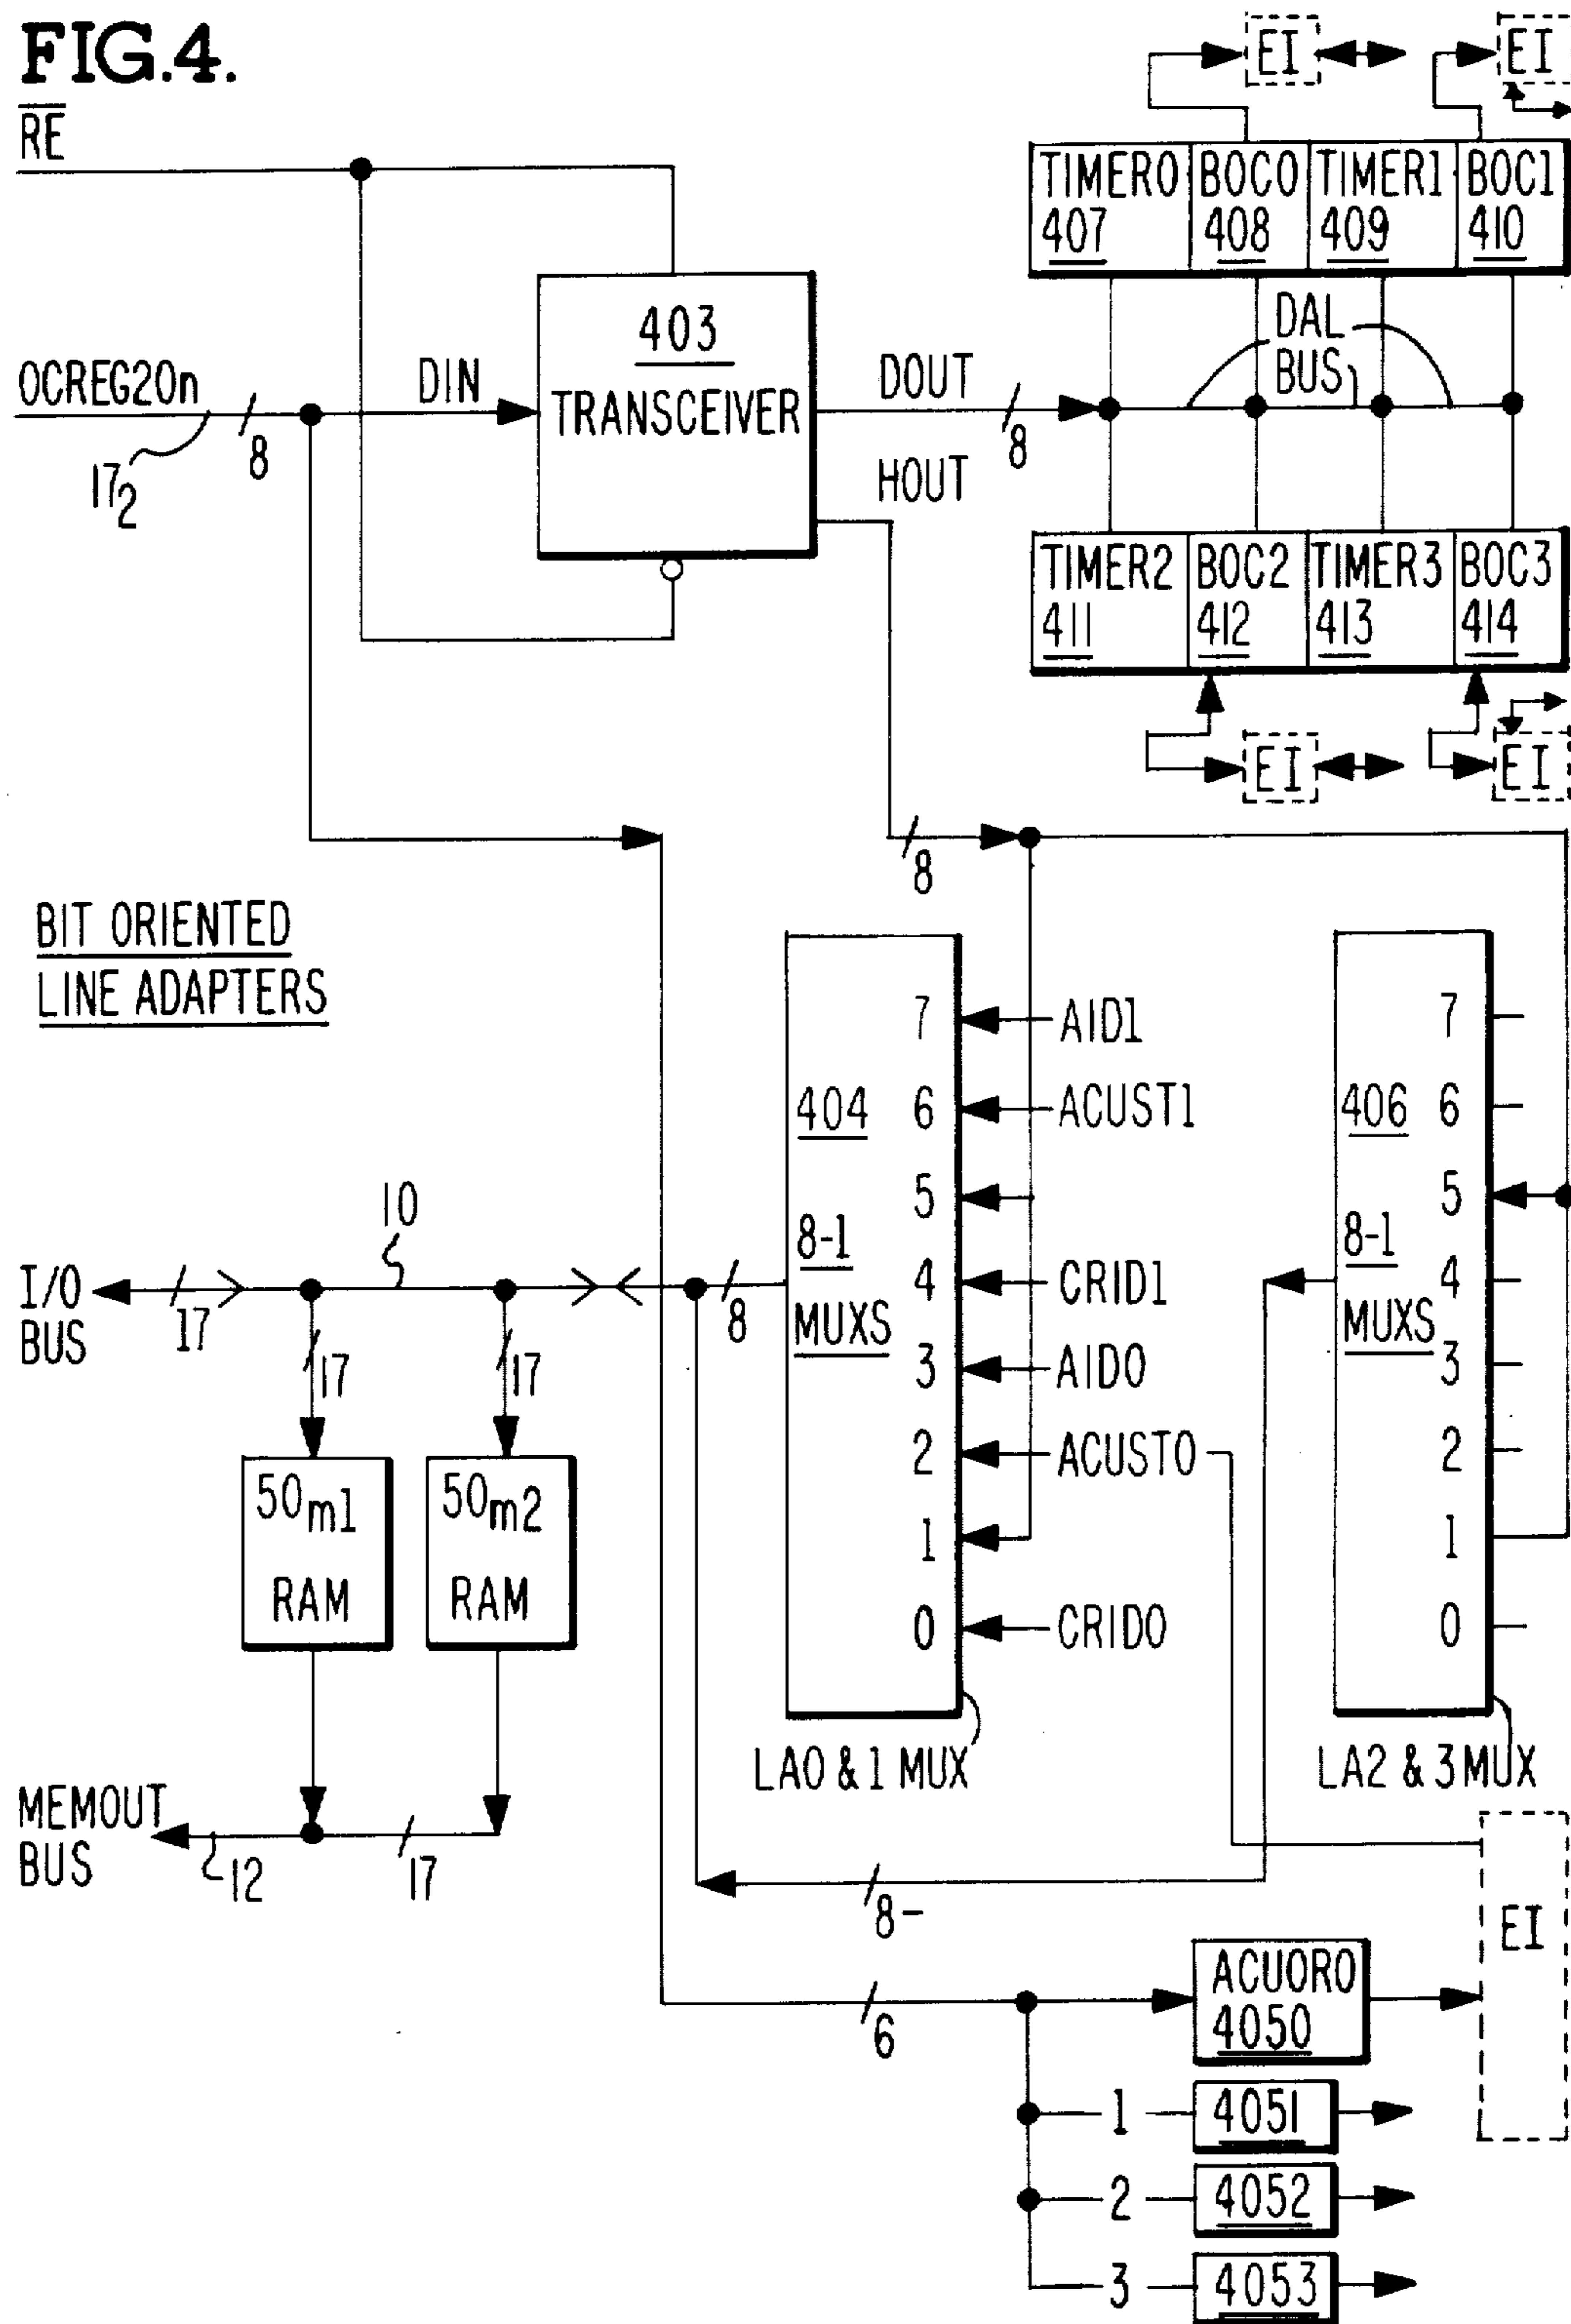 FIG.4.
RE
EI
EI
TIMER0 BOC0 TIMER1 BOC1
407 408 409 410
403
TRANSCEIVER
OCREG20n
17₂
8
DIN
DOUT
8
HOUT
DAL
BUS
TIMER2 BOC2 TIMER3 BOC3
411 412 413 414
EI
EI
8
BIT ORIENTED
LINE ADAPTERS
404
8-1
MUXS
7
6
5
4
3
2
1
0
AID1
ACUST1
CRID1
AID0
ACUST0
CRID0
LA0 & 1 MUX
406
8-1
MUXS
7
6
5
4
3
2
1
0
LA2 & 3 MUX
I/O
BUS
17
10
8
17
17
50m1
RAM
50m2
RAM
MEMOUT
BUS
12
17
8-
6
EI
ACUOR0
4050
1 4051
2 4052
3 4053